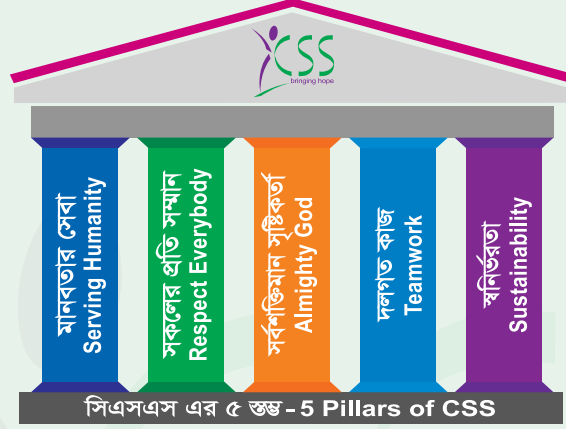 CSS
bringing hope
মানবতার সেবা
Serving Humanity
সকলের প্রতি সম্মান
Respect Everybody
সর্বশক্তিমান সৃষ্টিকর্তা
Almighty God
দলগত কাজ
Teamwork
স্বনির্ভরতা
Sustainability
সিএসএস এর ৫ স্তম্ভ - 5 Pillars of CSS